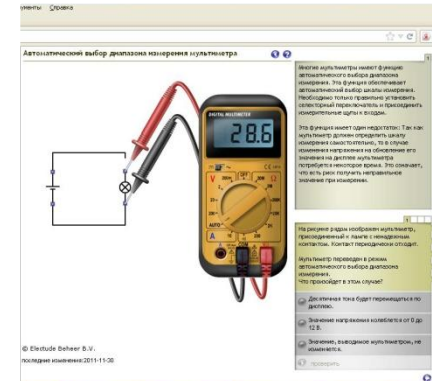 ументы Справка
Автоматический выбор диапазона измерения мультиметра
Многие мультиметры имеют функцию
автоматического выбора диапазона
измерения. Эта функция обеспечивает
автоматический выбор шкалы измерения.
Необходимо только правильно установить
селекторный переключатель и присоединить
измерительные щупы к входам.
Эта функция имеет один недостаток: Так как
мультиметр должен определить шкалу
измерения самостоятельно, то в случае
изменения напряжения на обновление его
значения на дисплее мультиметра
потребуется некоторое время. Это означает,
что есть риск получить неправильное
значение при измерении.
DIGITAL MULTIMETER
28.6
OFF
V
Ω
AUTO
A
На рисунке рядом изображен мультиметр,
присоединенный к лампе с ненадежным
контактом. Контакт периодически отходит.
Мультиметр переведен в режим
автоматического выбора диапазона
измерения.
Что произойдет в этом случае?
Десятичная точка будет перемещаться по
дисплею.
Значение напряжения колеблется от 0 до
12 В.
Значение, выводимое мультиметром, не
изменяется.
проверить
© Electude Beheer B.V.
последние изменения:2011-11-30